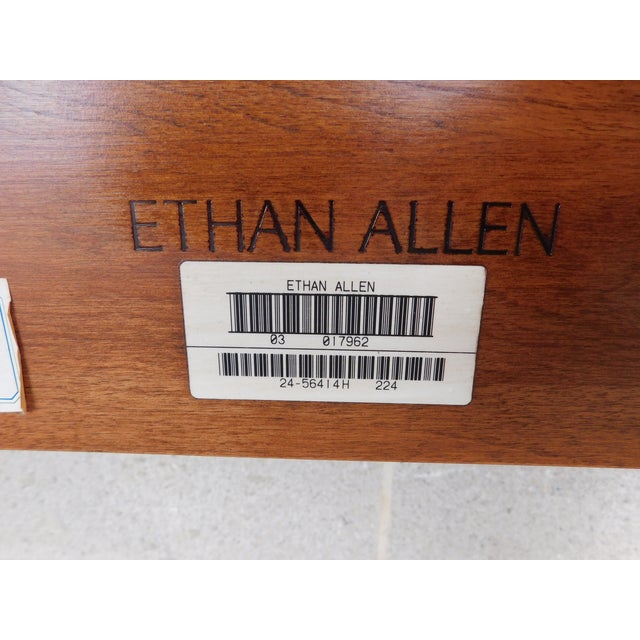 ETHAN ALLEN
ETHAN ALLEN
03 017962
24-56414H 224